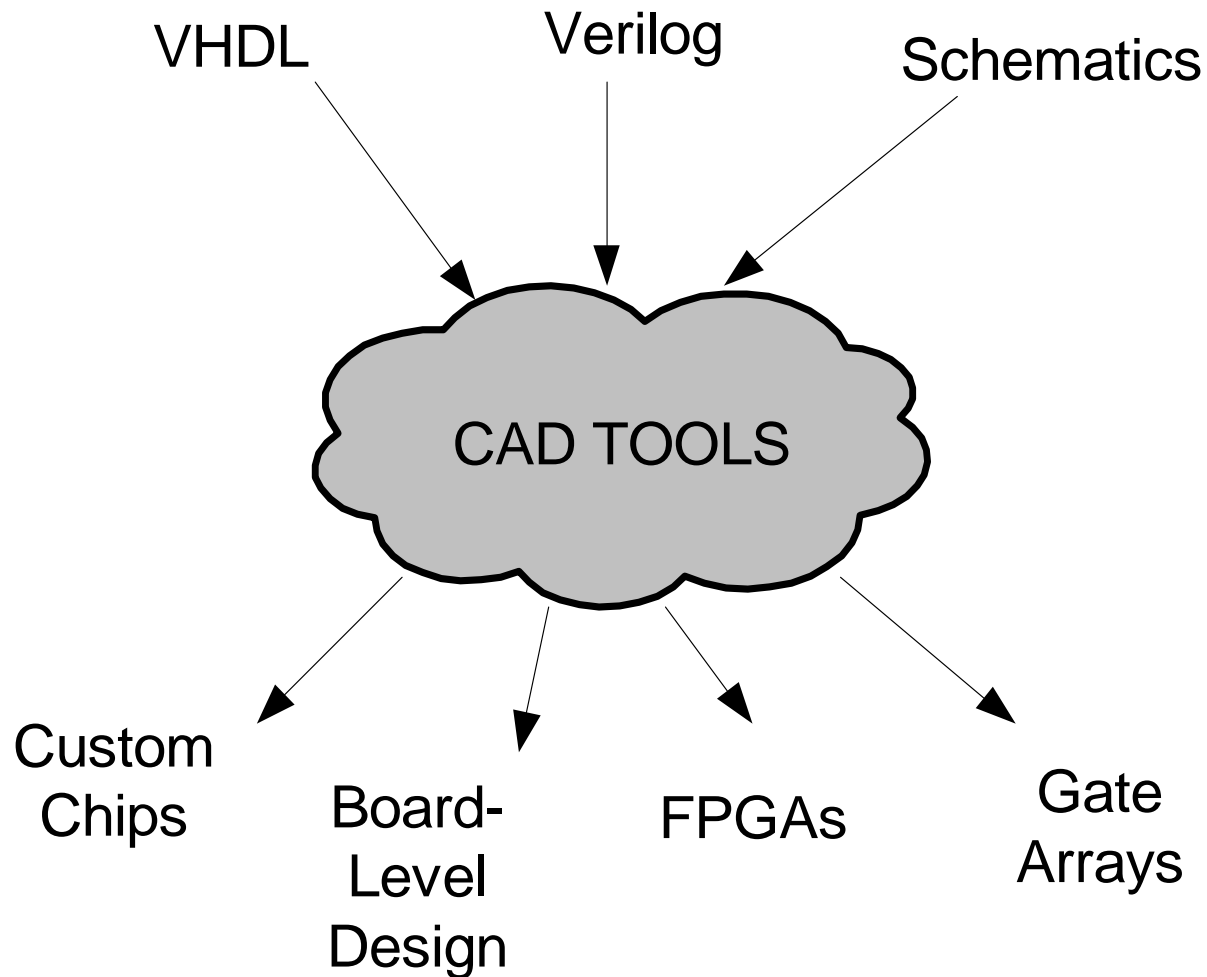 VHDL
Verilog
Schematics
CAD TOOLS
Custom
Chips
Board-
Level
Design
FPGAs
Gate
Arrays